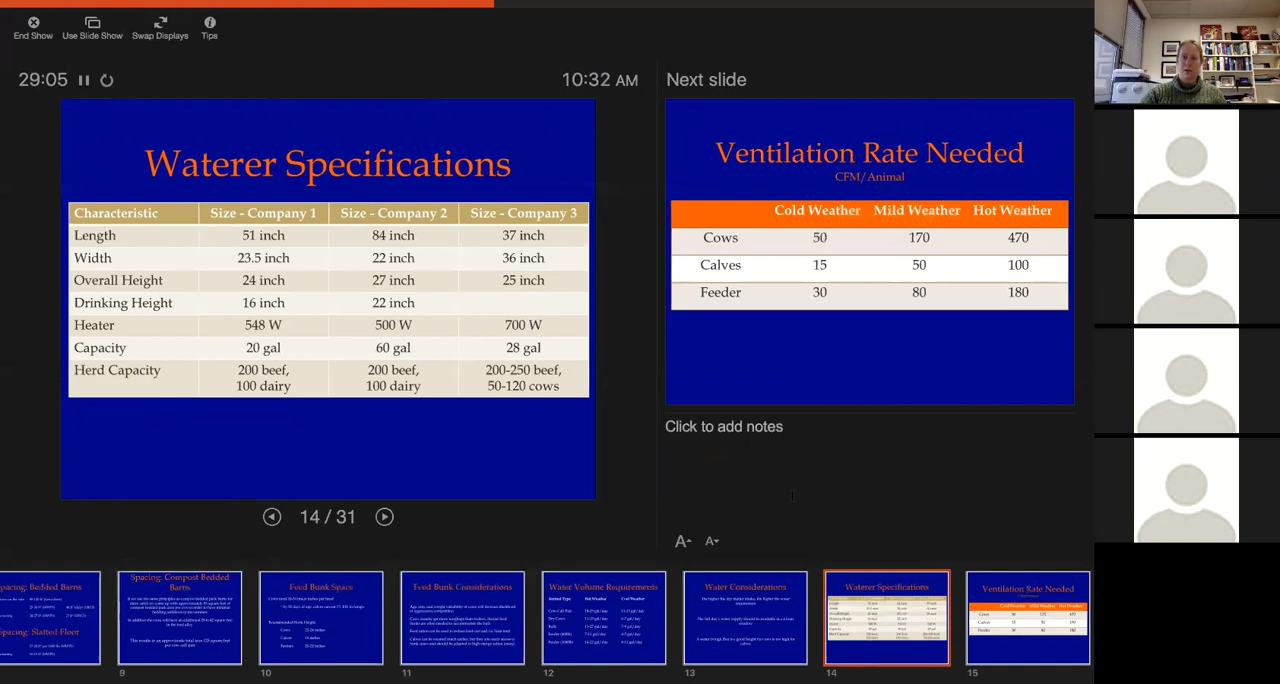 End Show Use Slide Show Swap Displays Tips
29:05 10:32 AM Next slide
Waterer Specifications
Characteristic Size - Company 1 Size - Company 2 Size - Company 3
Length 51 inch 84 inch 37 inch
Width 23.5 inch 22 inch 36 inch
Overall Height 24 inch 27 inch 25 inch
Drinking Height 16 inch 22 inch
Heater 548 W 500 W 700 W
Capacity 20 gal 60 gal 28 gal
Herd Capacity 200 beef, 200 beef, 200-250 beef,
100 dairy 100 dairy 50-120 cows
Ventilation Rate Needed
CFM/Animal
Cold Weather Mild Weather Hot Weather
Cows 50 170 470
Calves 15 50 100
Feeder 30 80 180
Click to add notes
14 / 31
A A
pacing: Bedded Barns
pacing: Slatted Floor
Spacing: Compost Bedded
Barns
9
Feed Bunk Space
10
Feed Bunk Considerations
11
Water Volume Requirements
12
Water Considerations
13
Waterer Specifications
14
Ventilation Rate Needed
15